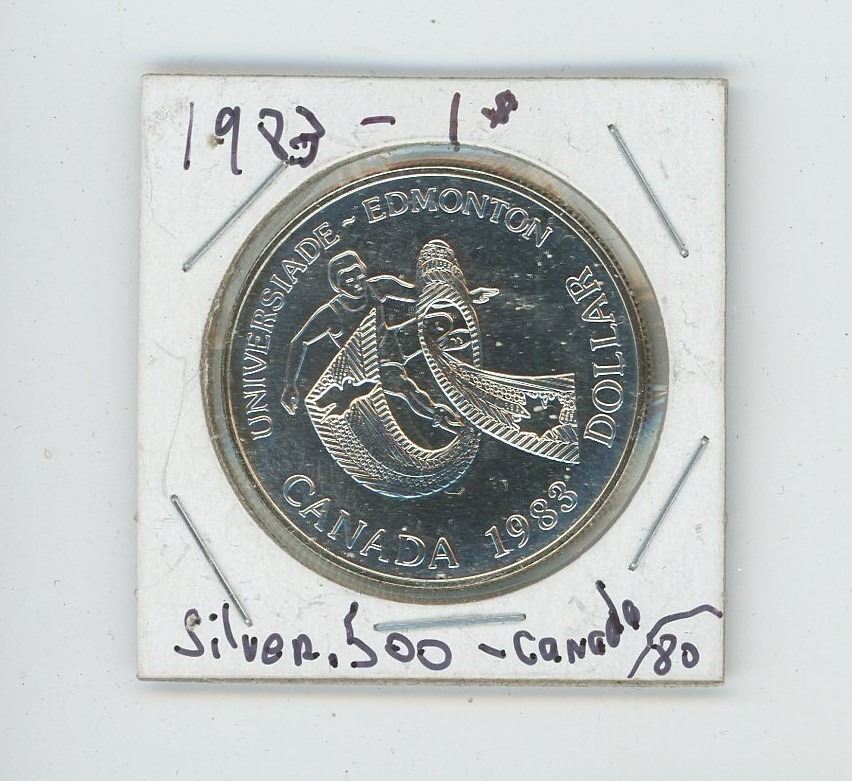 1983 - 1$
UNIVERSIADE ~ EDMONTON
DOLLAR
CANADA 1983
Silver .500 - Canada /80